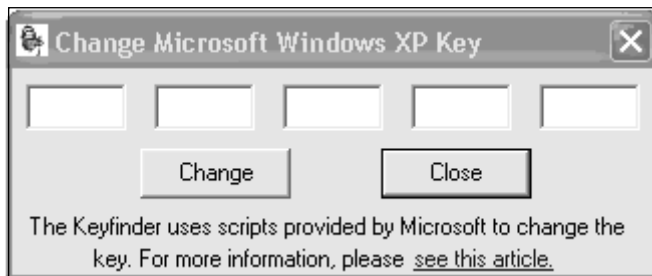 Change Microsoft Windows XP Key
Change Close
The Keyfinder uses scripts provided by Microsoft to change the
key. For more information, please see this article.